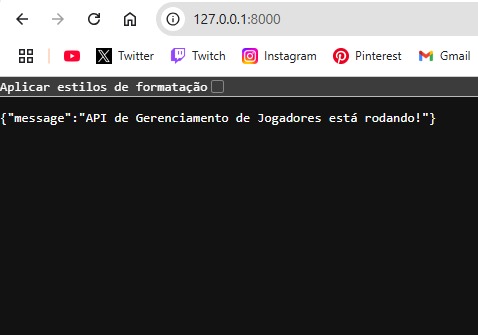 127.0.0.1:8000
Twitter Twitch Instagram Pinterest Gmail
Aplicar estilos de formatação
{"message":"API de Gerenciamento de Jogadores está rodando!"}